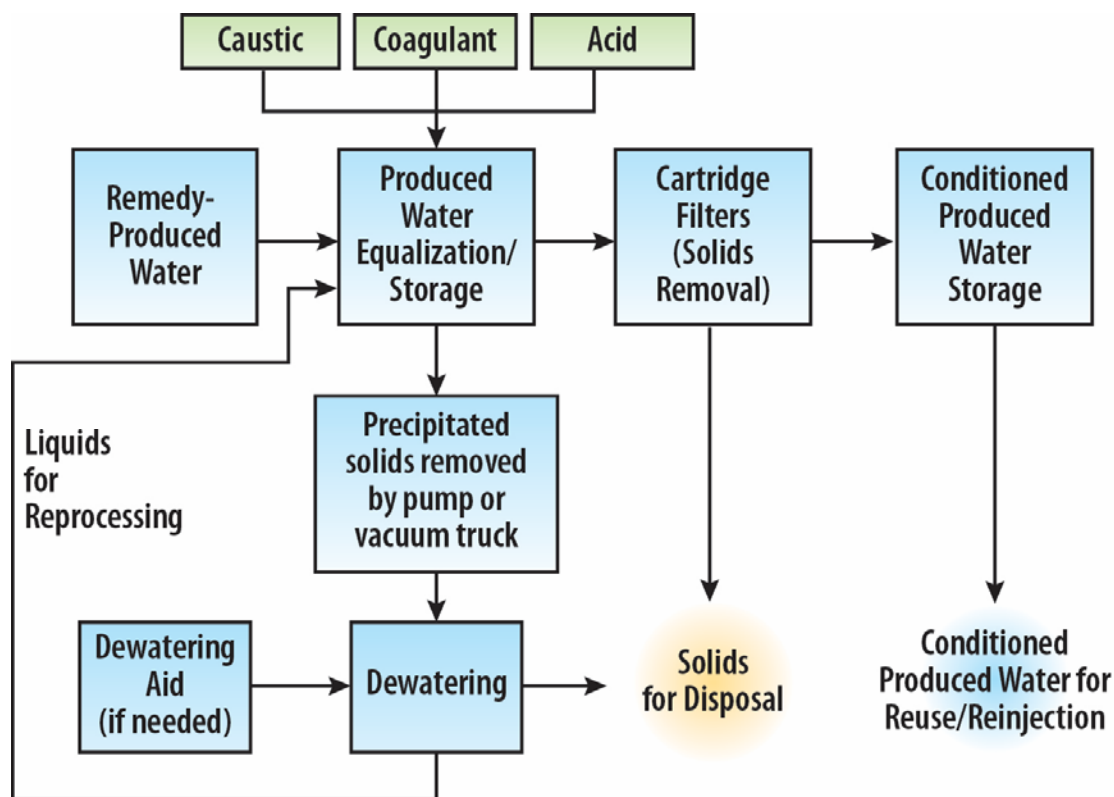 Caustic
Coagulant
Acid
Remedy-
Produced
Water
Produced
Water
Equalization/
Storage
Cartridge
Filters
(Solids
Removal)
Conditioned
Produced
Water
Storage
Liquids
for
Reprocessing
Precipitated
solids removed
by pump or
vacuum truck
Dewatering
Aid
(if needed)
Dewatering
Solids
for Disposal
Conditioned
Produced Water for
Reuse/Reinjection